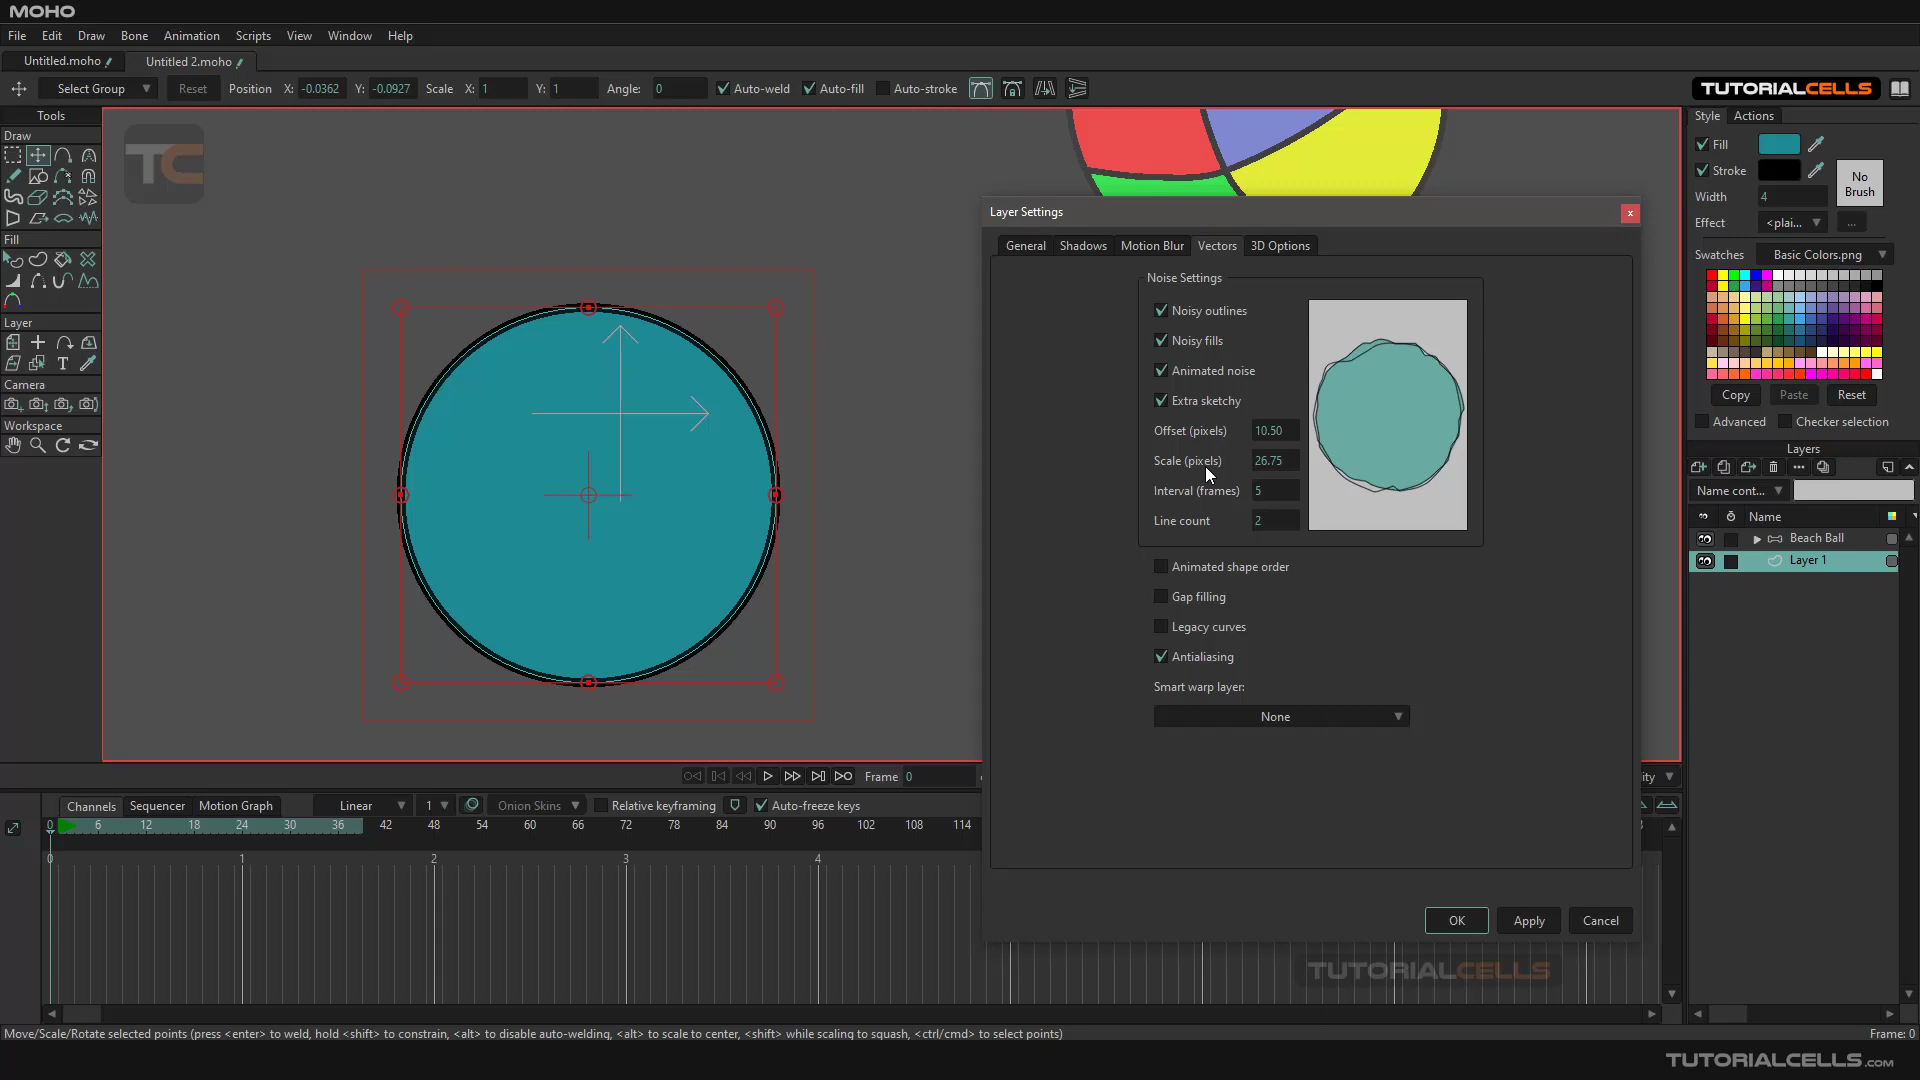 MOHO
File Edit Draw Bone Animation Scripts View Window Help
Untitled.moho Untitled 2.moho
Select Group Reset Position X: -0.0362 Y: -0.0927 Scale X: 1 Y: 1 Angle: 0 Auto-weld Auto-fill Auto-stroke
TUTORIALCELLS
Tools
Draw
Fill
Layer
T
Camera
Workspace
TC
Style Actions
Fill
Stroke
No Brush
Width 4
Effect <plai... ...
Swatches Basic Colors.png
Copy Paste Reset
Advanced Checker selection
Layers
Name cont...
Name
Beach Ball
Layer 1
Layer Settings x
General Shadows Motion Blur Vectors 3D Options
Noise Settings
Noisy outlines
Noisy fills
Animated noise
Extra sketchy
Offset (pixels) 10.50
Scale (pixels) 26.75
Interval (frames) 5
Line count 2
Animated shape order
Gap filling
Legacy curves
Antialiasing
Smart warp layer:
None
OK Apply Cancel
Frame 0
ity
Channels Sequencer Motion Graph Linear 1 Onion Skins Relative keyframing Auto-freeze keys
0 6 12 18 24 30 36 42 48 54 60 66 72 78 84 90 96 102 108 114
0 1 2 3 4
TUTORIALCELLS
Move/Scale/Rotate selected points (press <enter> to weld, hold <shift> to constrain, <alt> to disable auto-welding, <alt> to scale to center, <shift> while scaling to squash, <ctrl/cmd> to select points) Frame: 0
TUTORIALCELLS.com